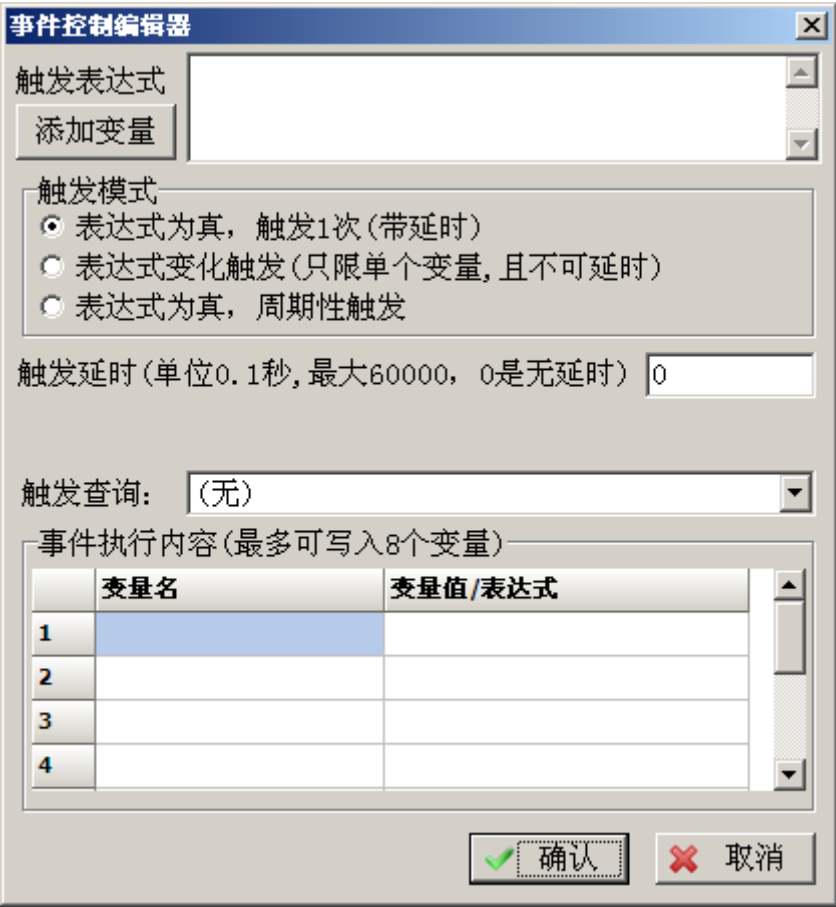 事件控制编辑器
触发表达式
添加变量
触发模式
表达式为真，触发1次(带延时)
表达式变化触发(只限单个变量,且不可延时)
表达式为真，周期性触发
触发延时(单位0.1秒,最大60000，0是无延时) 0
触发查询: (无)
事件执行内容(最多可写入8个变量)
变量名 变量值/表达式
1
2
3
4
确认 取消